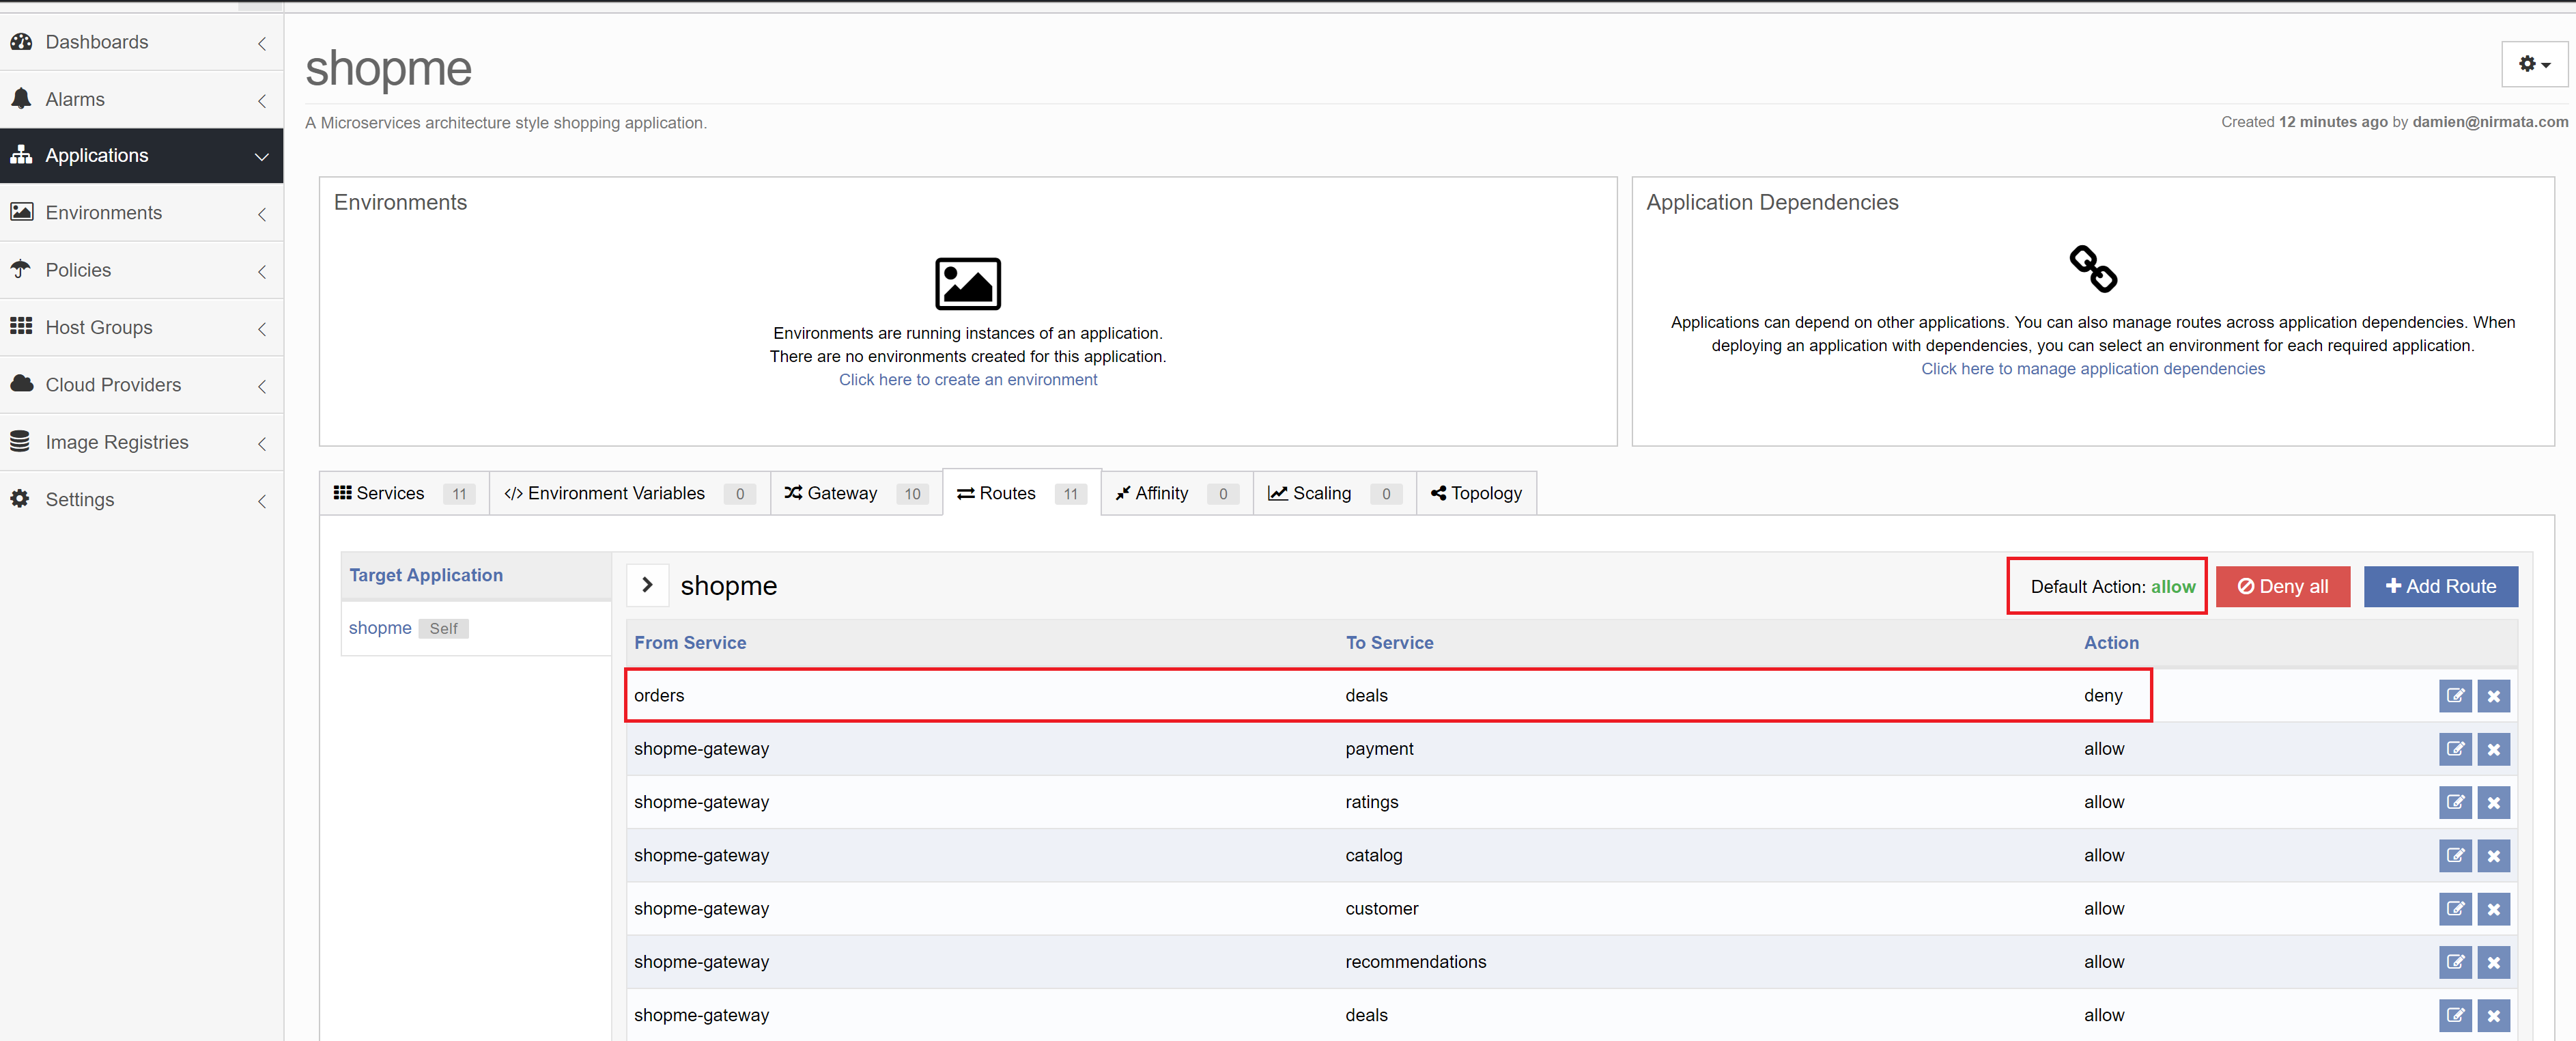 Dashboards
Alarms
Applications
Environments
Policies
Host Groups
Cloud Providers
Image Registries
Settings
shopme
A Microservices architecture style shopping application.
Created 12 minutes ago by damien@nirmata.com
Environments
Environments are running instances of an application.
There are no environments created for this application.
Click here to create an environment
Application Dependencies
Applications can depend on other applications. You can also manage routes across application dependencies. When
deploying an application with dependencies, you can select an environment for each required application.
Click here to manage application dependencies
Services 11 </> Environment Variables 0 Gateway 10 Routes 11 Affinity 0 Scaling 0 Topology
Target Application
shopme Self
shopme Default Action: allow Deny all Add Route
From Service To Service Action
orders deals deny
shopme-gateway payment allow
shopme-gateway ratings allow
shopme-gateway catalog allow
shopme-gateway customer allow
shopme-gateway recommendations allow
shopme-gateway deals allow